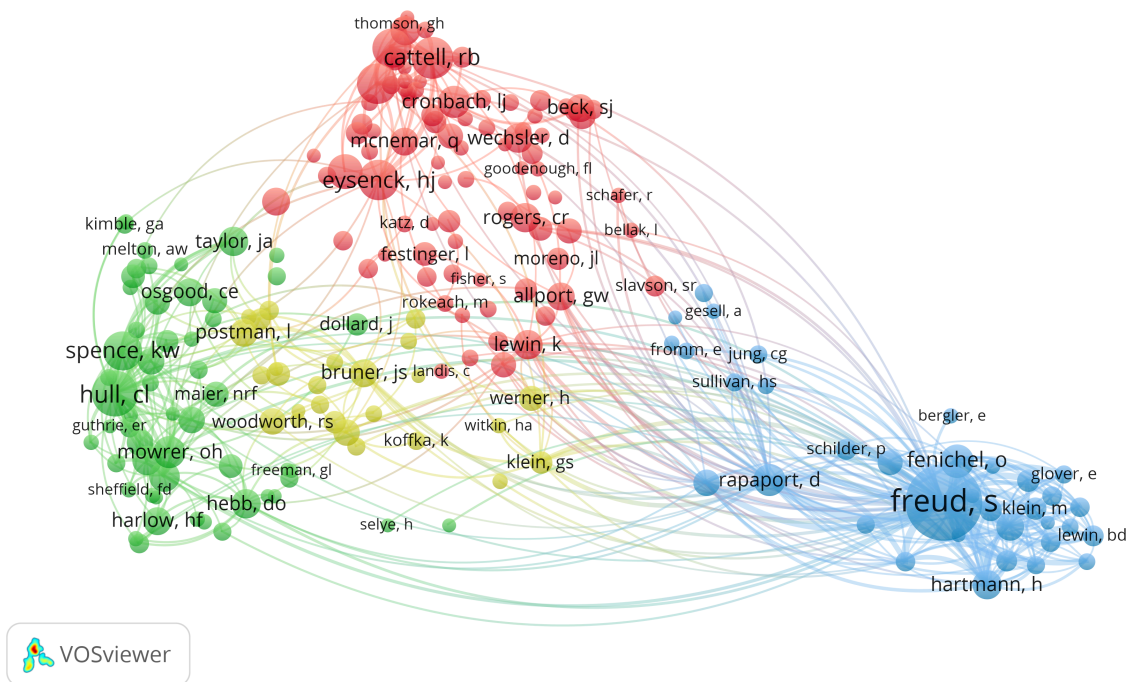 thomson, gh
cattell, rb
cronbach, lj
beck, sj
mcnemar, q
wechsler, d
goodenough, fl
eysenck, hj
schafer, r
kimble, ga
katz, d
rogers, cr
bellak, l
taylor, ja
melton, aw
festinger, l
moreno, jl
fisher, s
slavson, sr
osgood, ce
rokeach, m
allport, gw
gesell, a
postman, l
dollard, j
spence, kw
lewin, k
fromm, e
jung, cg
bruner, js
landis, c
sullivan, hs
hull, cl
maier, nrf
werner, h
guthrie, er
woodworth, rs
witkin, ha
bergler, e
koffka, k
mowrer, oh
schilder, p
fenichel, o
freeman, gl
klein, gs
glover, e
sheffield, fd
rapaport, d
hebb, do
freud, s
klein, m
harlow, hf
selye, h
lewin, bd
hartmann, h
VOSviewer